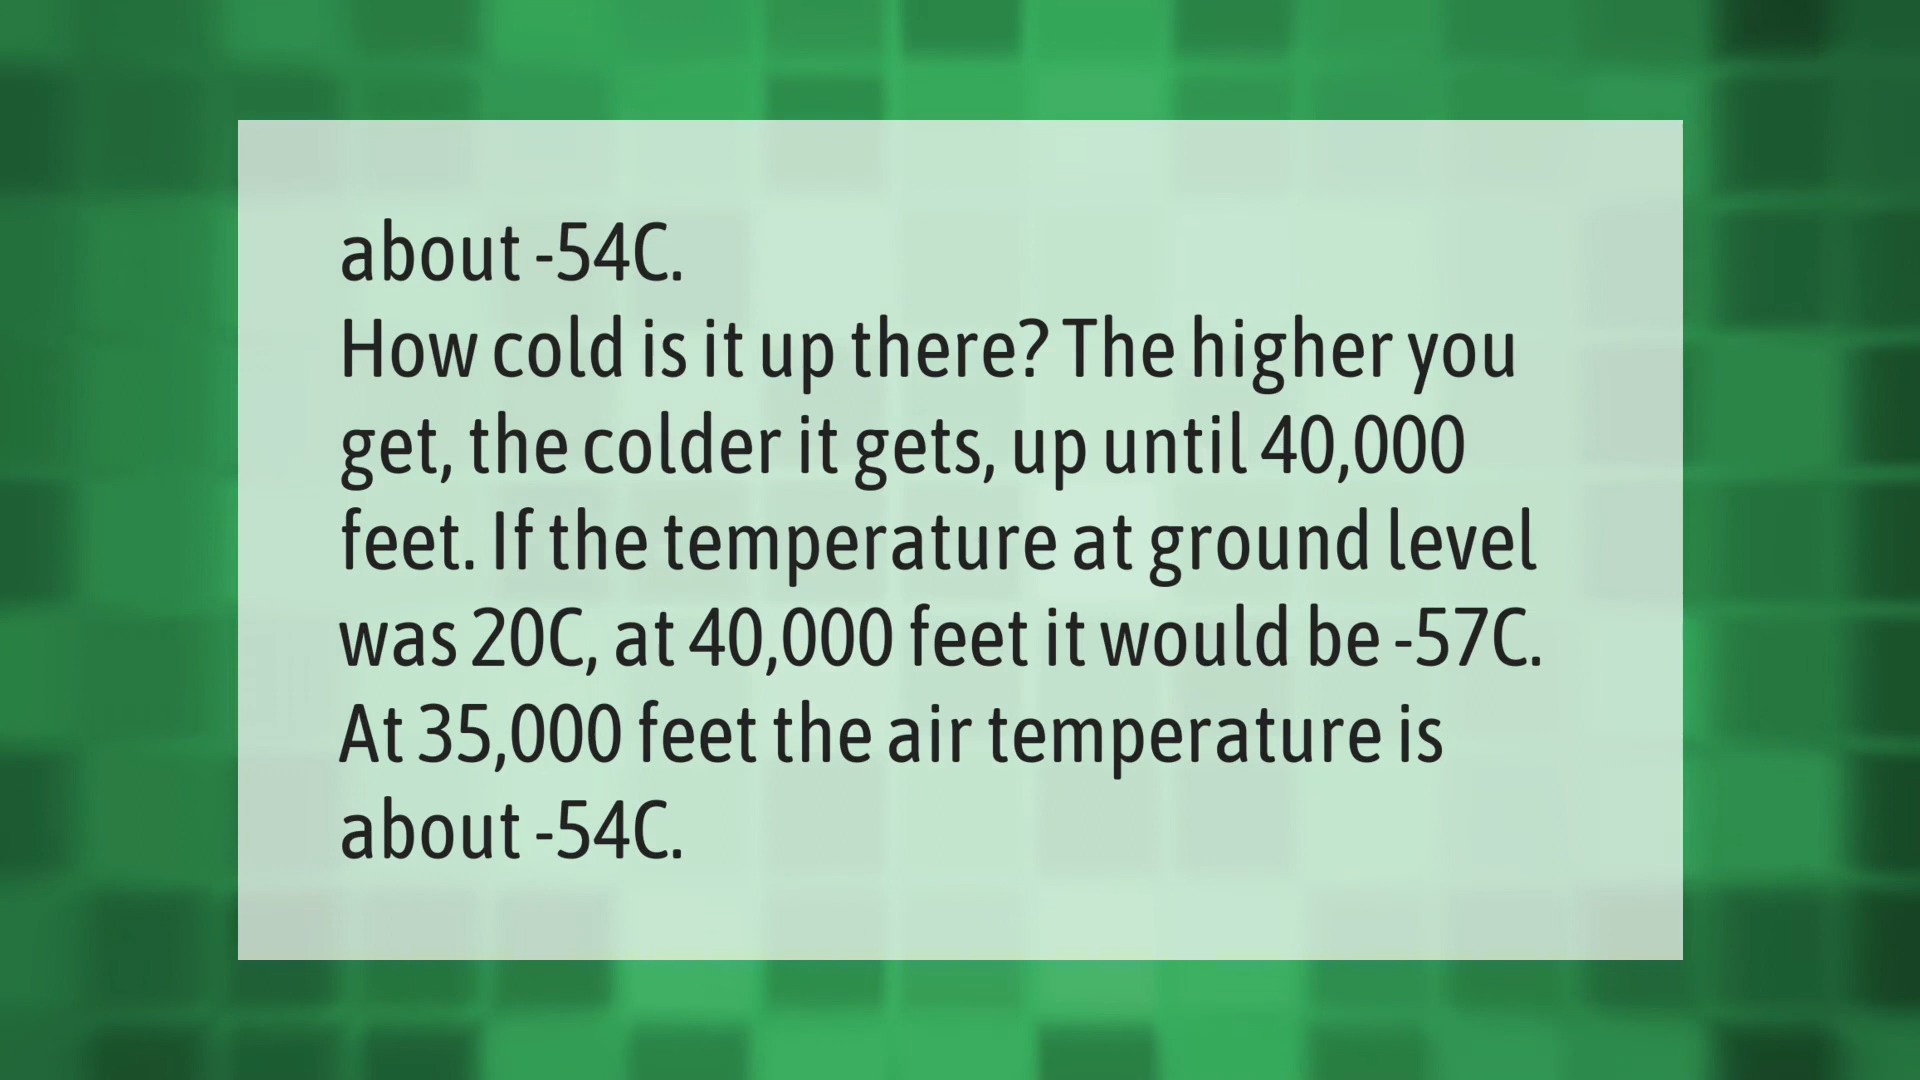 about -54C.
How cold is it up there? The higher you
get, the colder it gets, up until 40,000
feet. If the temperature at ground level
was 20C, at 40,000 feet it would be -57C.
At 35,000 feet the air temperature is
about -54C.